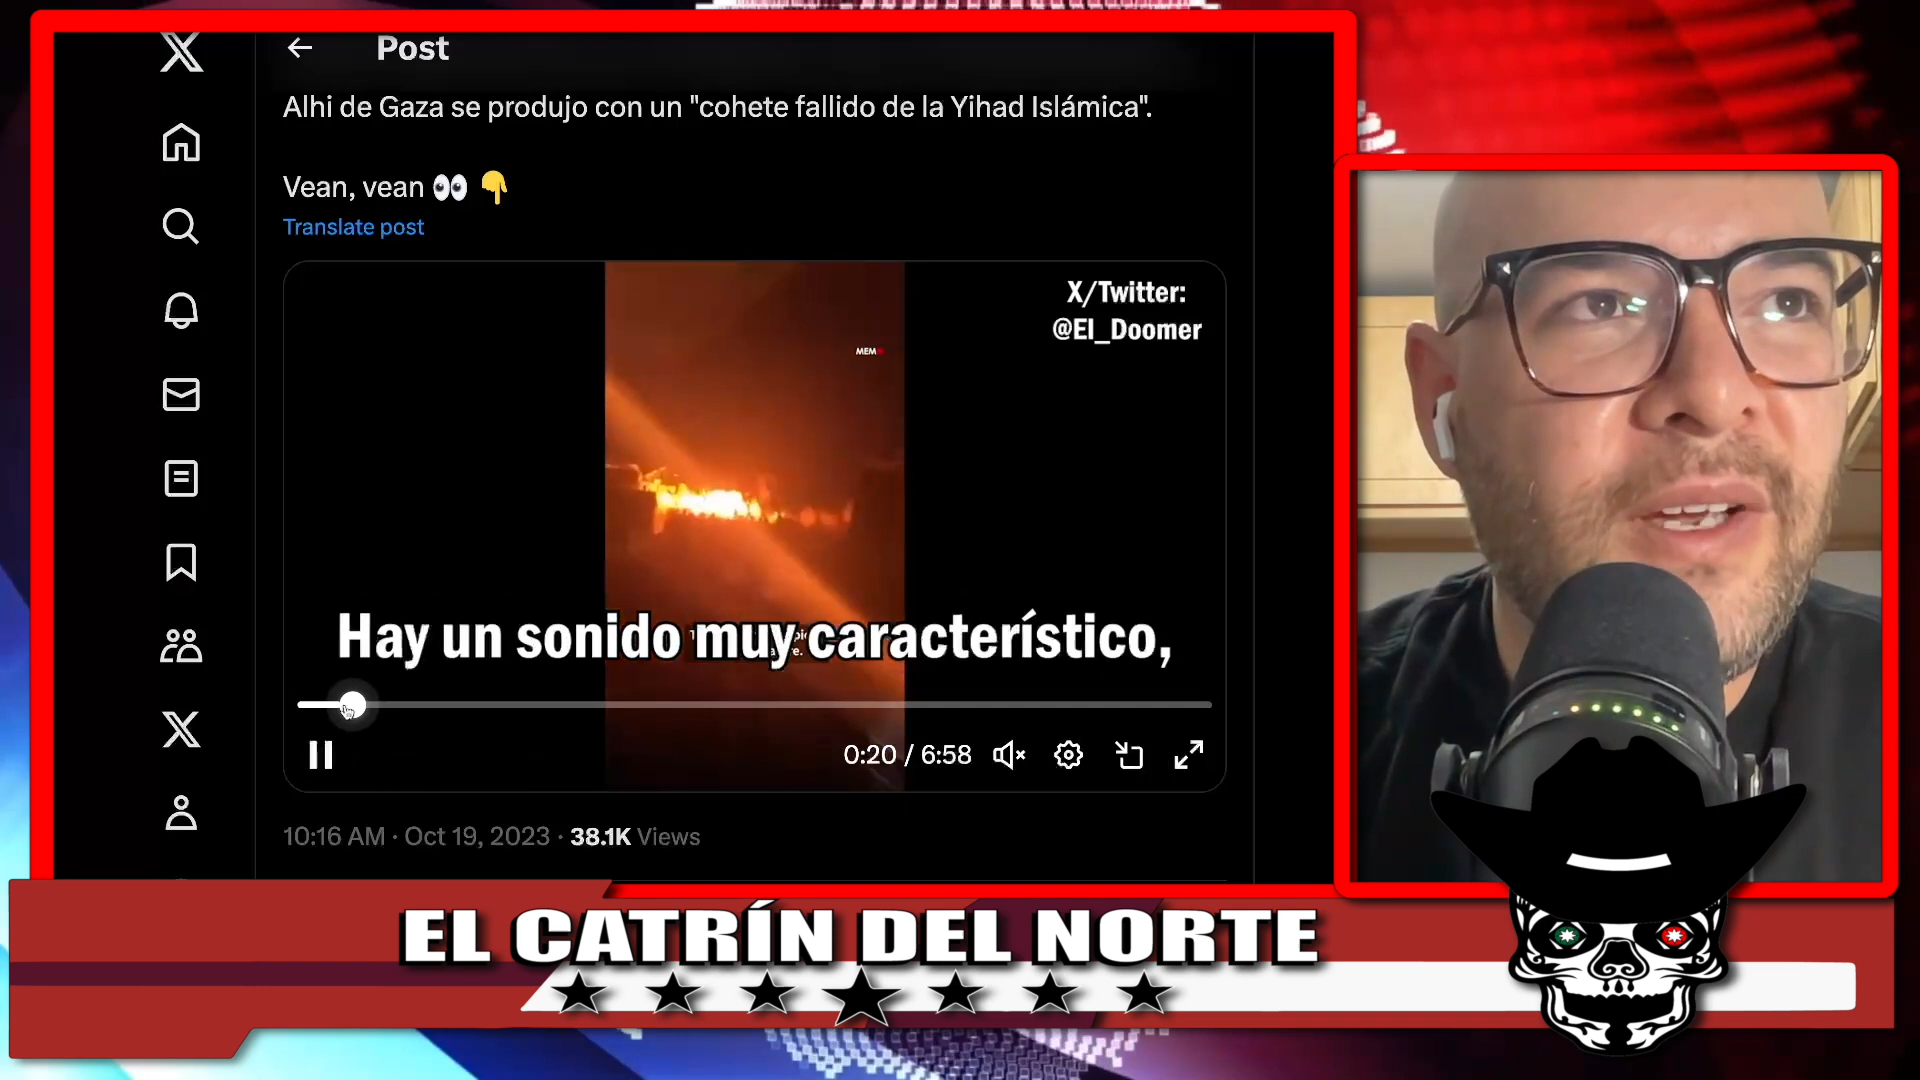 Post
Alhi de Gaza se produjo con un "cohete fallido de la Yihad Islámica".
Vean, vean
Translate post
X/Twitter:
@El_Doomer
MEMO
Hay un sonido muy característico,
0:20 / 6:58
10:16 AM · Oct 19, 2023 · 38.1K Views
EL CATRÍN DEL NORTE